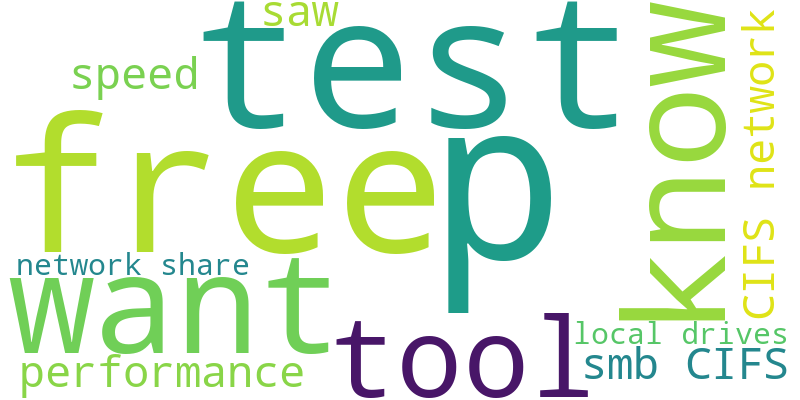 saw
test
speed
know
CIFS network
free
p
network share
want
tool
local drives
smb CIFS
performance